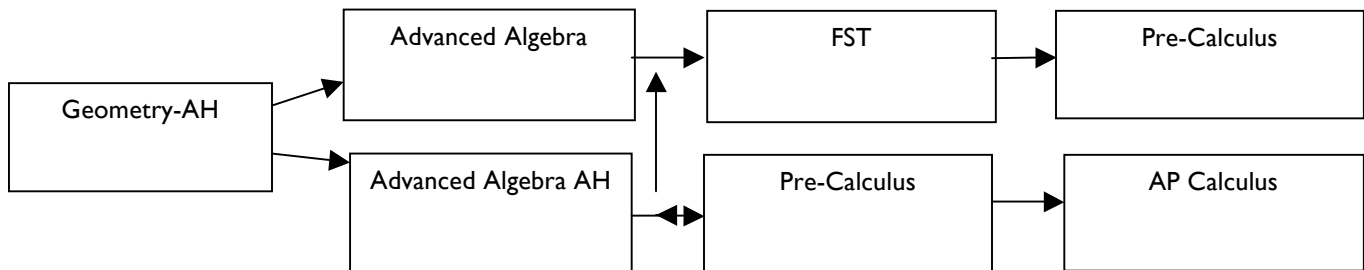 Advanced Algebra
FST
Pre-Calculus
Geometry-AH
Advanced Algebra AH
Pre-Calculus
AP Calculus